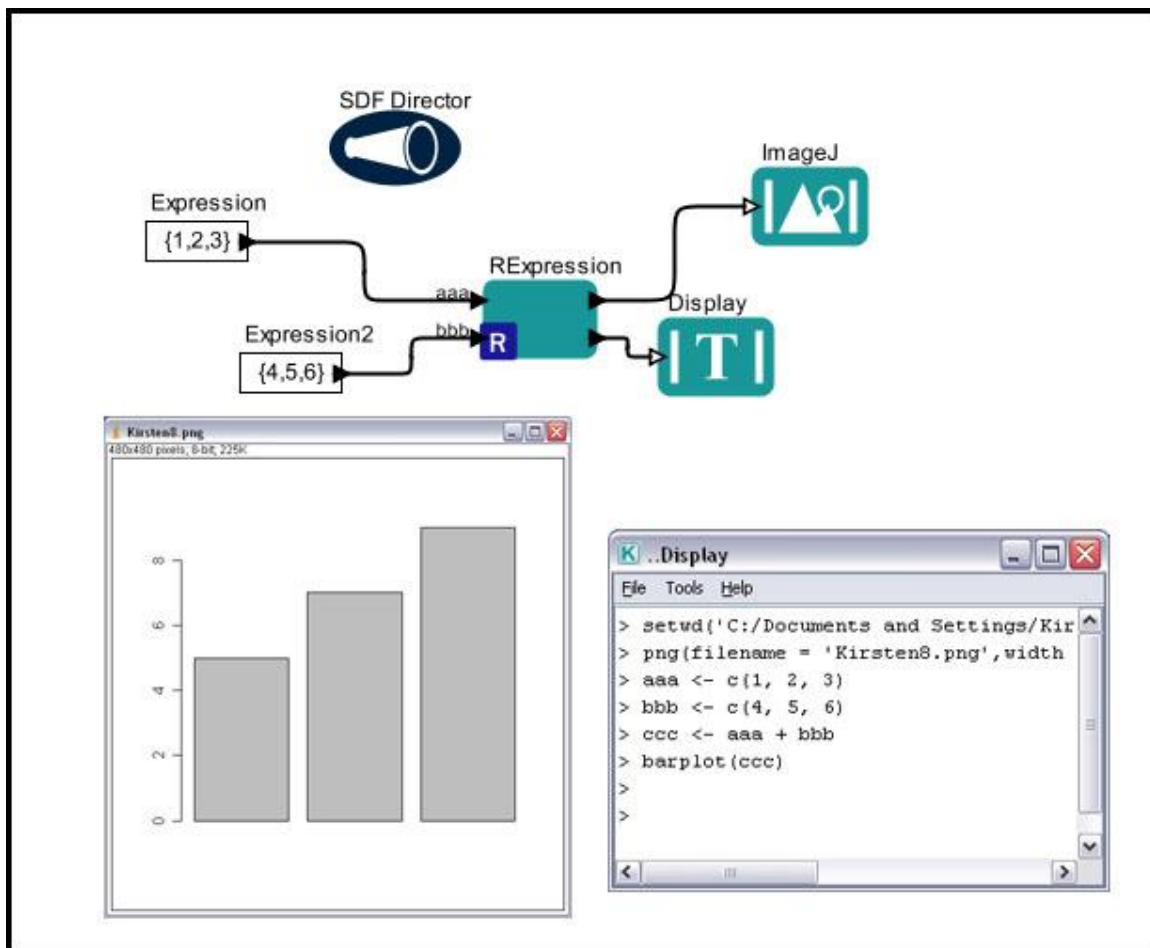 SDF Director
ImageJ
Expression
{1,2,3}
RExpression
aaa
Display
Expression2
bbb
R
{4,5,6}
T
Kirsten8.png
480x480 pixels; 8-bit; 225K
8
6
4
2
0
K ..Display
File Tools Help
> setwd('C:/Documents and Settings/Kir
> png(filename = 'Kirsten8.png',width
> aaa <- c(1, 2, 3)
> bbb <- c(4, 5, 6)
> ccc <- aaa + bbb
> barplot(ccc)
>
>